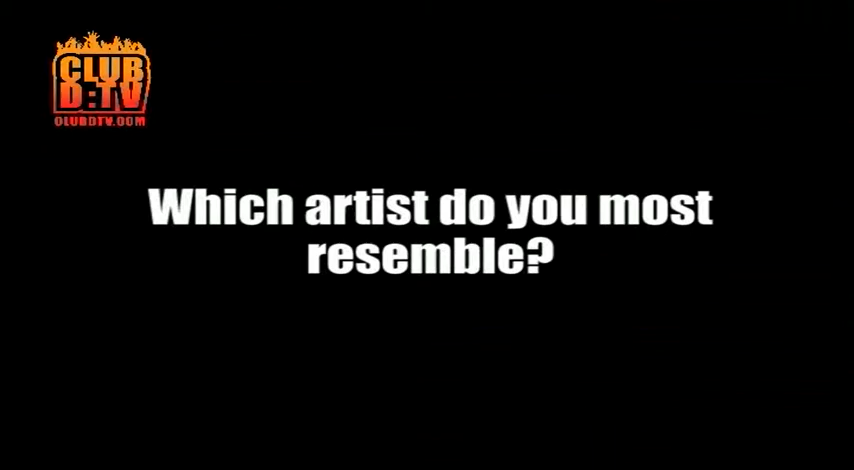 CLUB
D:TV
CLUBDTV.COM
Which artist do you most
resemble?